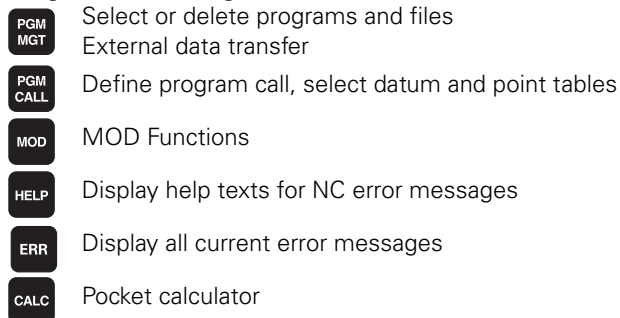 PGM
MGT
Select or delete programs and files
External data transfer
PGM
CALL
Define program call, select datum and point tables
MOD
MOD Functions
HELP
Display help texts for NC error messages
ERR
Display all current error messages
CALC
Pocket calculator